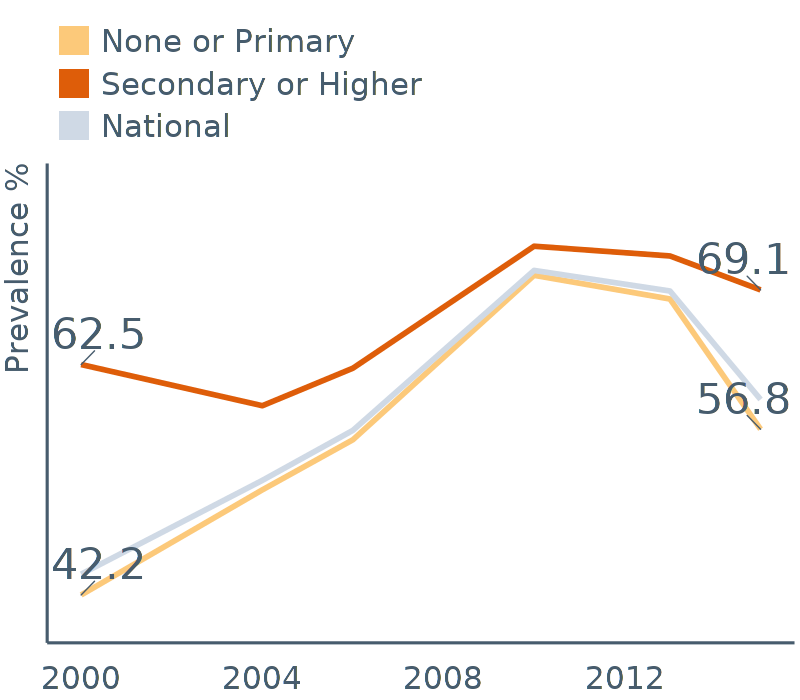 None or Primary
Secondary or Higher
National
Prevalence %
69.1
62.5
56.8
42.2
2000 2004 2008 2012